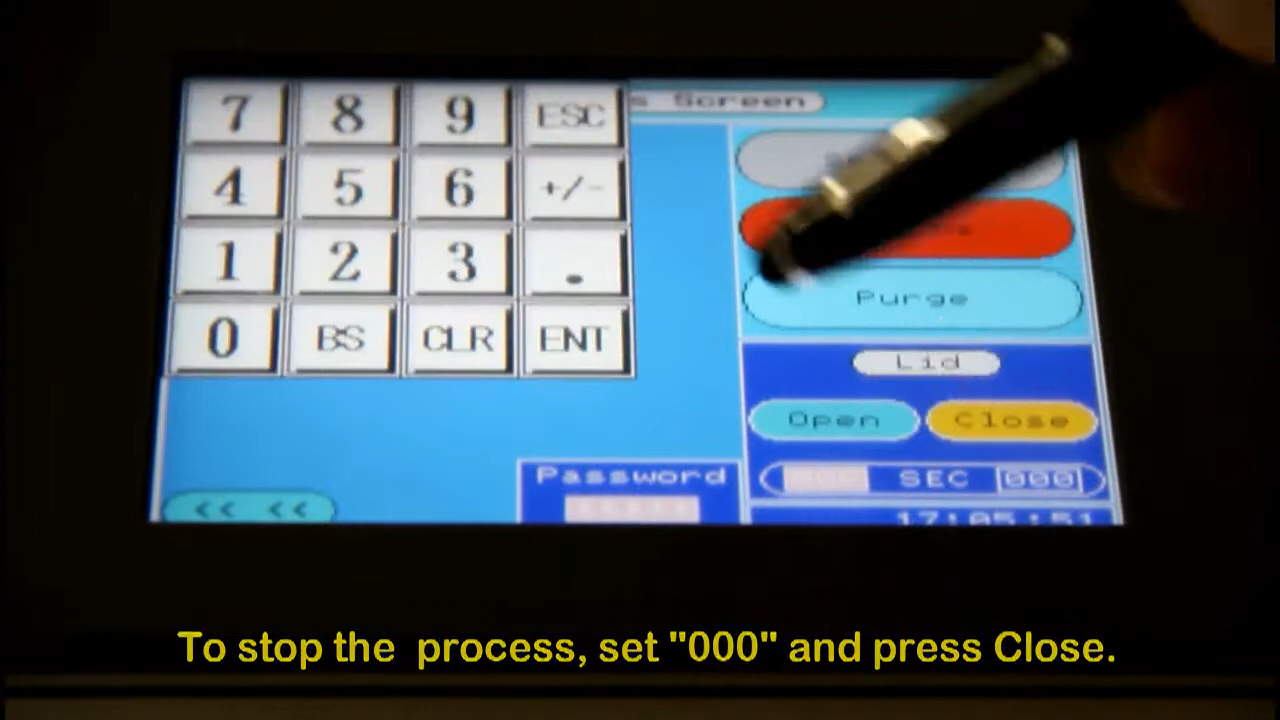 7 8 9 ESC
4 5 6 +/-
1 2 3 .
0 BS CLR ENT
Screen
Purge
Lid
Open Close
SEC 000
Password
<< <<
17:05:51
To stop the process, set "000" and press Close.